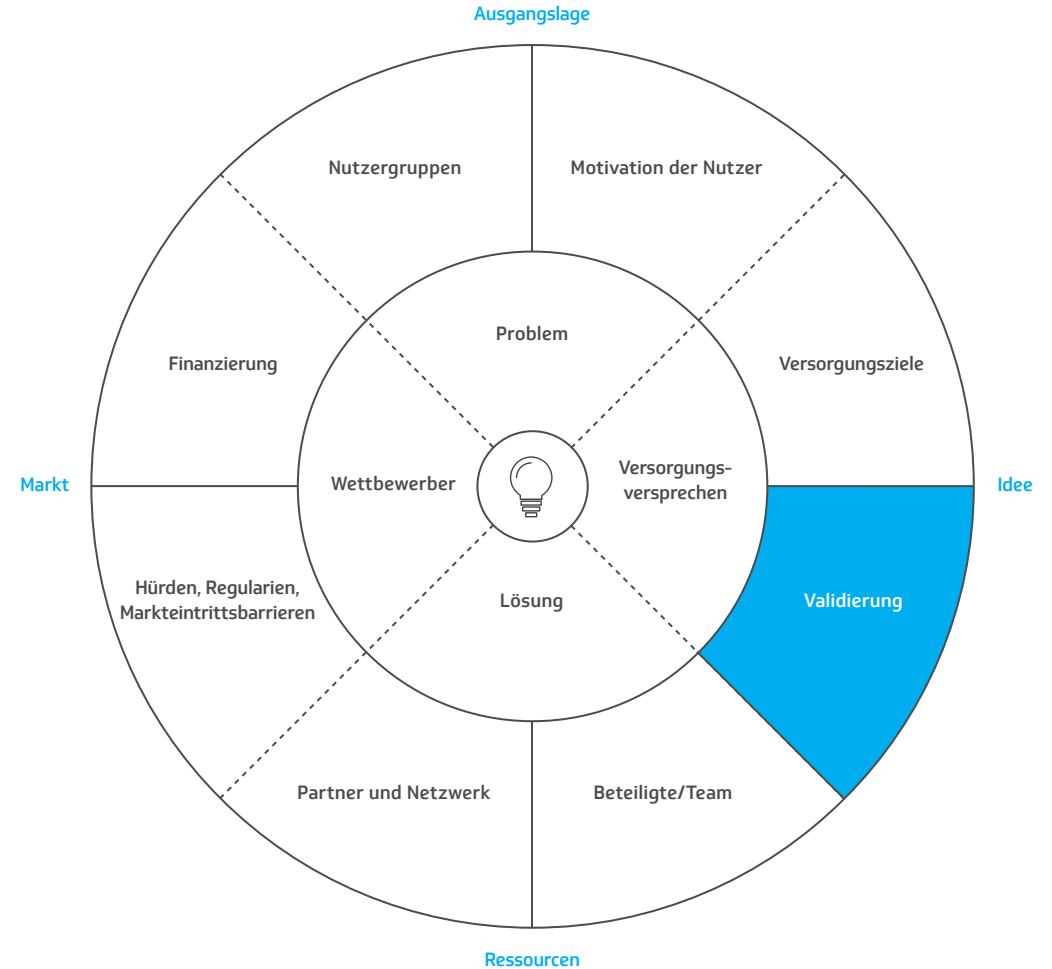 Ausgangslage
Nutzergruppen
Motivation der Nutzer
Problem
Finanzierung
Versorgungsziele
Markt
Wettbewerber
Versorgungs-
versprechen
Idee
Hürden, Regularien,
Markteintrittsbarrieren
Lösung
Validierung
Partner und Netzwerk
Beteiligte/Team
Ressourcen